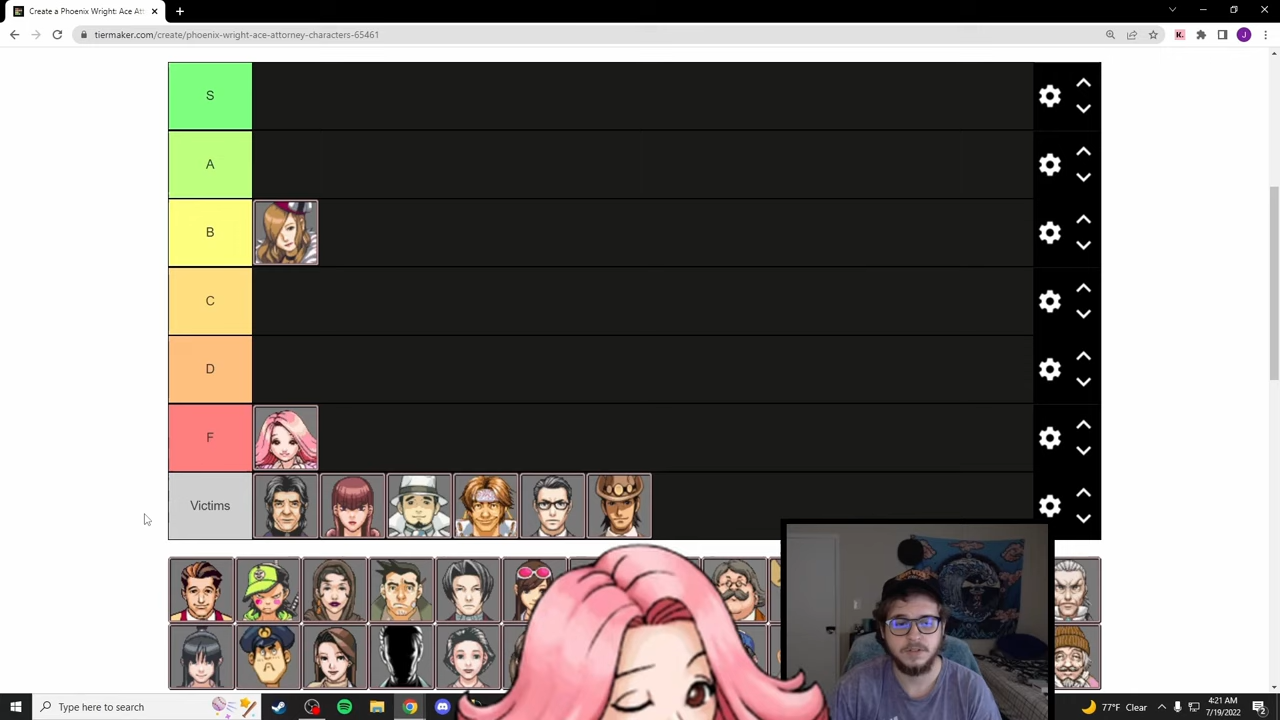 Create a Phoenix Wright: Ace Att
tiermaker.com/create/phoenix-wright-ace-attorney-characters-65461
K
J
S
A
B
C
D
F
Victims
Type here to search
77°F Clear
4:21 AM
7/19/2022
2